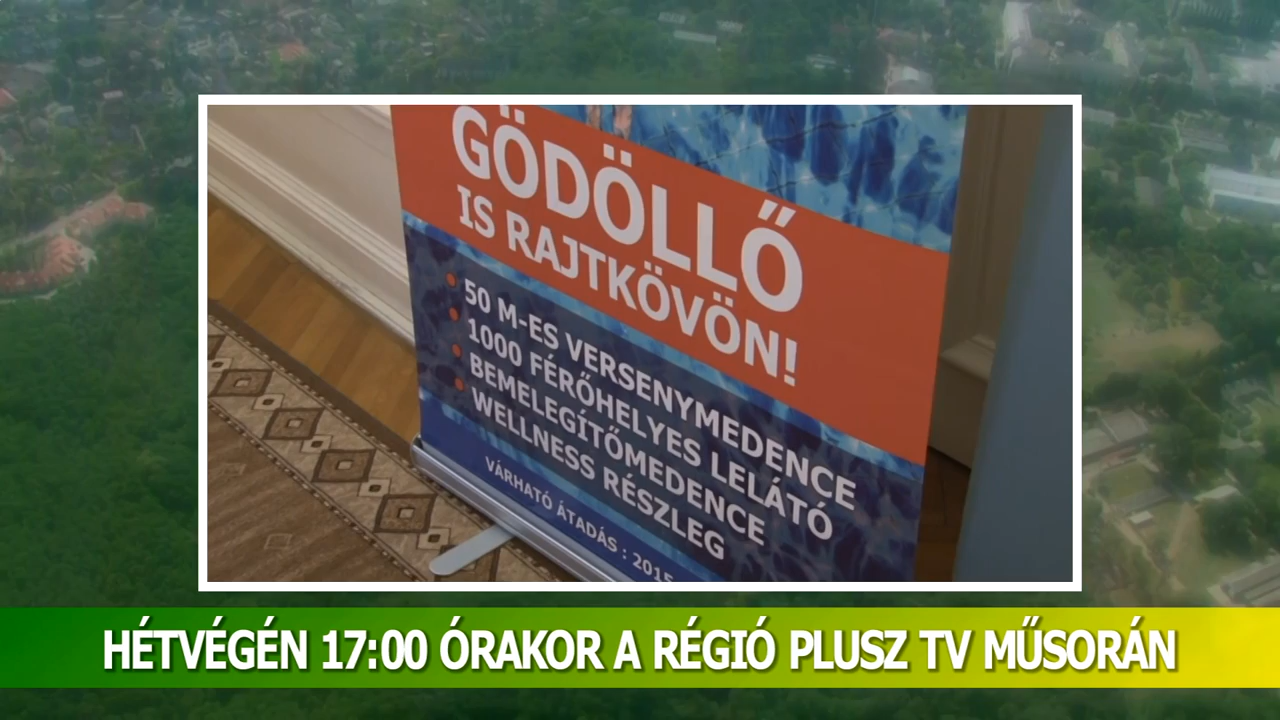 GÖDÖLLŐ
IS RAJTKÖVÖN!
50 M-ES VERSENYMEDENCE
1000 FÉRŐHELYES LELÁTÓ
BEMELEGÍTŐMEDENCE
WELLNESS RÉSZLEG
VÁRHATÓ ÁTADÁS : 2015
HÉTVÉGÉN 17:00 ÓRAKOR A RÉGIÓ PLUSZ TV MŰSORÁN